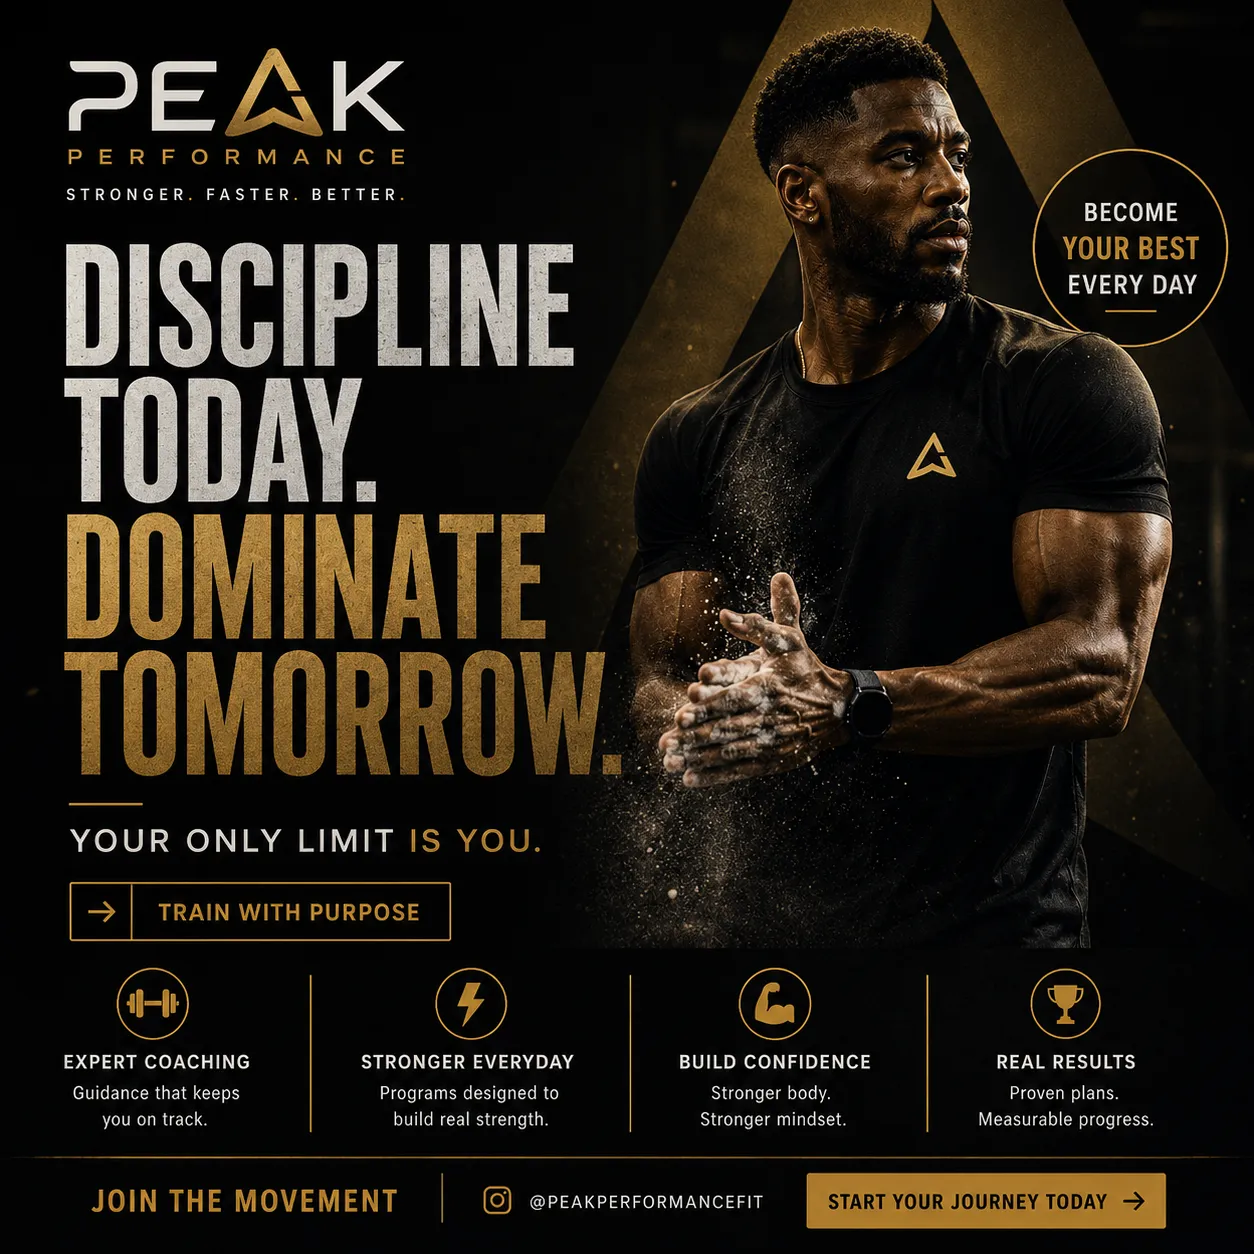 PEAK
PERFORMANCE
STRONGER. FASTER. BETTER.
DISCIPLINE
TODAY.
DOMINATE
TOMORROW.
BECOME
YOUR BEST
EVERY DAY
YOUR ONLY LIMIT IS YOU.
TRAIN WITH PURPOSE
EXPERT COACHING
Guidance that keeps
you on track.
STRONGER EVERYDAY
Programs designed to
build real strength.
BUILD CONFIDENCE
Stronger body.
Stronger mindset.
REAL RESULTS
Proven plans.
Measurable progress.
JOIN THE MOVEMENT
@PEAKPERFORMANCEFIT
START YOUR JOURNEY TODAY